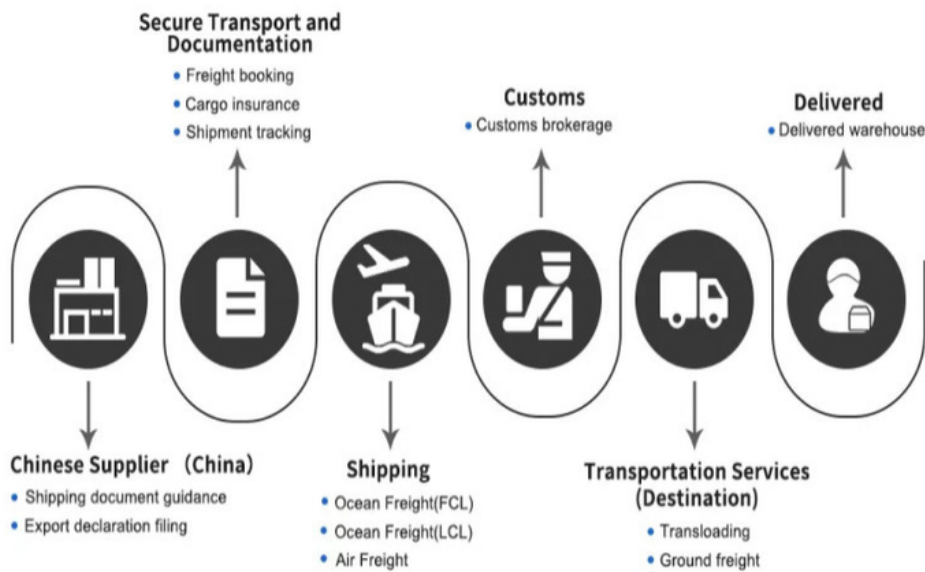 Secure Transport and
Documentation
• Freight booking
• Cargo insurance
• Shipment tracking
Customs
• Customs brokerage
Delivered
• Delivered warehouse
Chinese Supplier （China）
• Shipping document guidance
• Export declaration filing
Shipping
• Ocean Freight(FCL)
• Ocean Freight(LCL)
• Air Freight
Transportation Services
(Destination)
• Transloading
• Ground freight